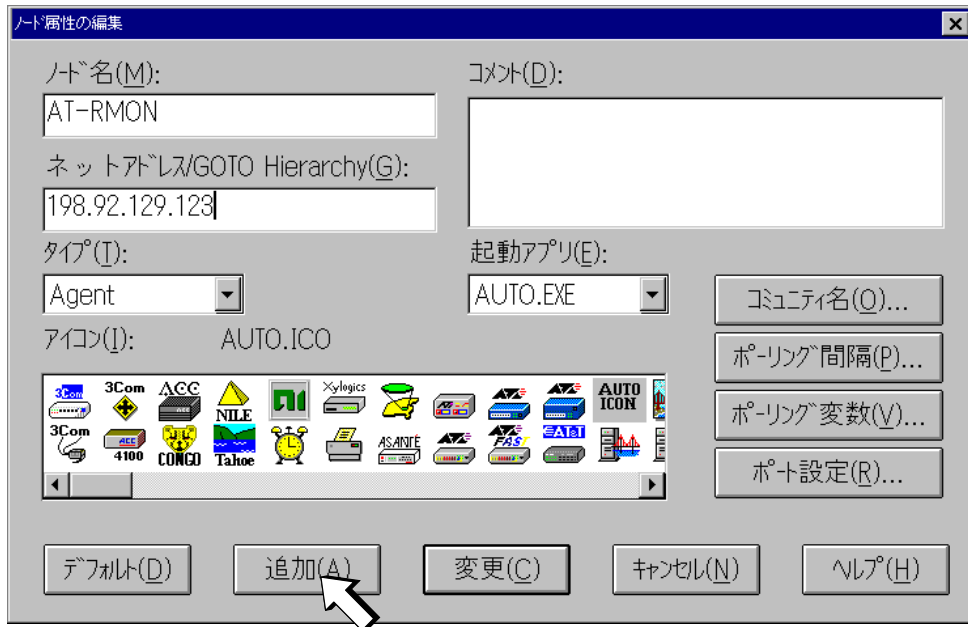 ノード属性の編集
ノード名(M):
AT-RMON
コメント(D):
ネットアドレス/GOTO Hierarchy(G):
198.92.129.123
タイプ(T):
Agent
起動アプリ(E):
AUTO.EXE
コミュニティ名(O)...
アイコン(I): AUTO.ICO
ポーリング間隔(P)...
3Com 3Com ACC NILE Xylogics AUTO ICON
ポーリング変数(V)...
3Com ACC 4100 CONGO Tahoe ASANTÉ FAST AT&T
ポート設定(R)...
デフォルト(D) 追加(A) 変更(C) キャンセル(N) ヘルプ(H)